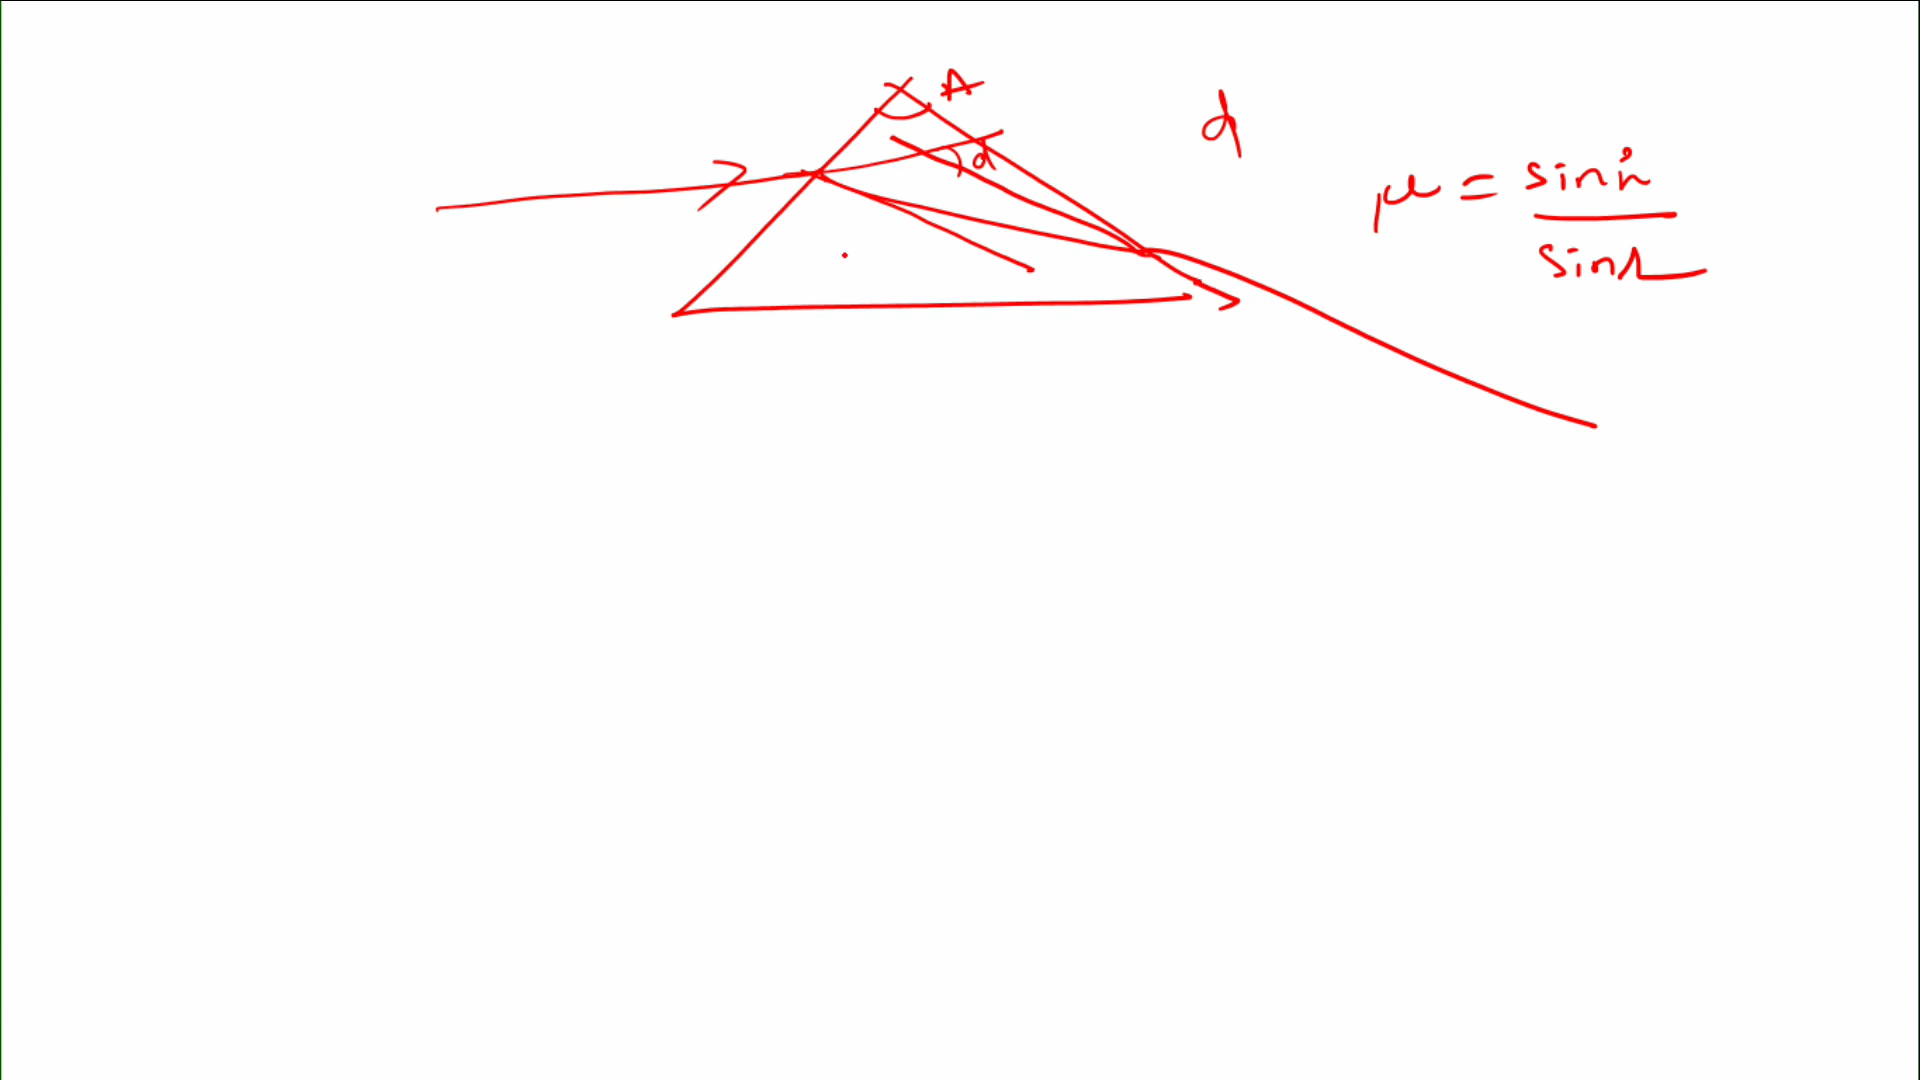 A
d
d
μ = sin i
sin r